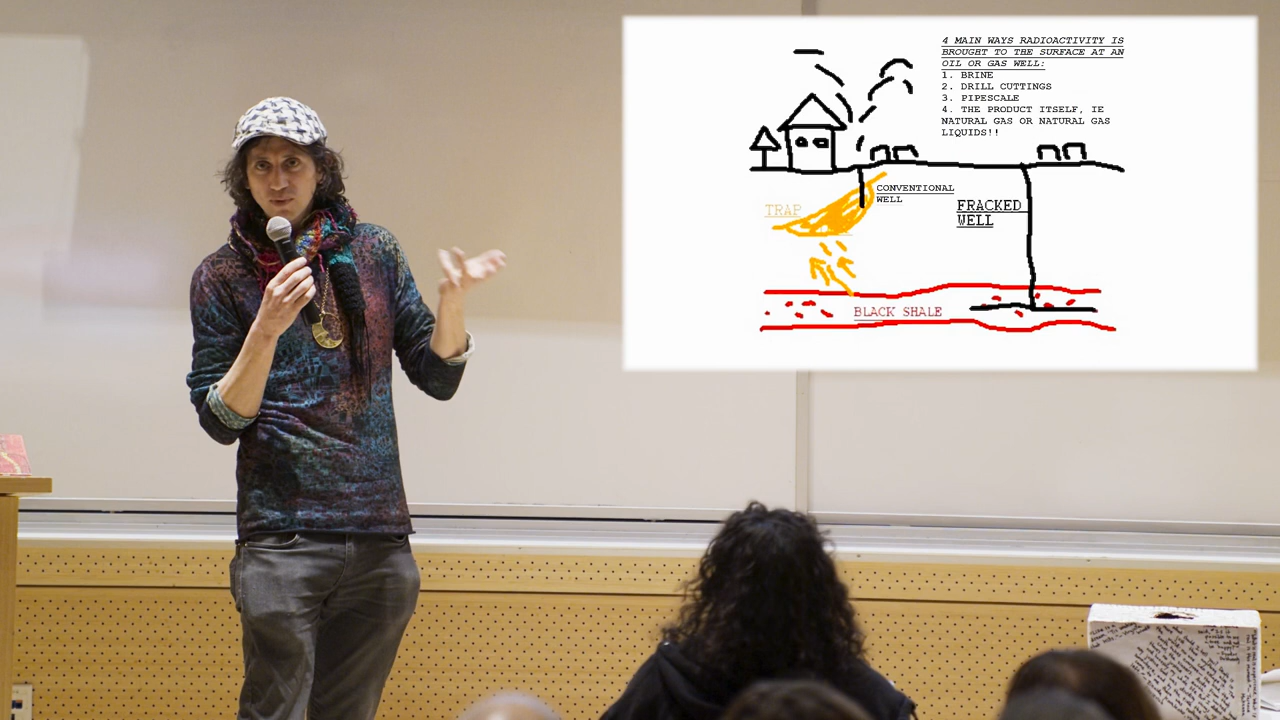 4 MAIN WAYS RADIOACTIVITY IS
BROUGHT TO THE SURFACE AT AN
OIL OR GAS WELL:
1. BRINE
2. DRILL CUTTINGS
3. PIPESCALE
4. THE PRODUCT ITSELF, IE
NATURAL GAS OR NATURAL GAS
LIQUIDS!!
CONVENTIONAL
WELL
TRAP
FRACKED
WELL
BLACK SHALE